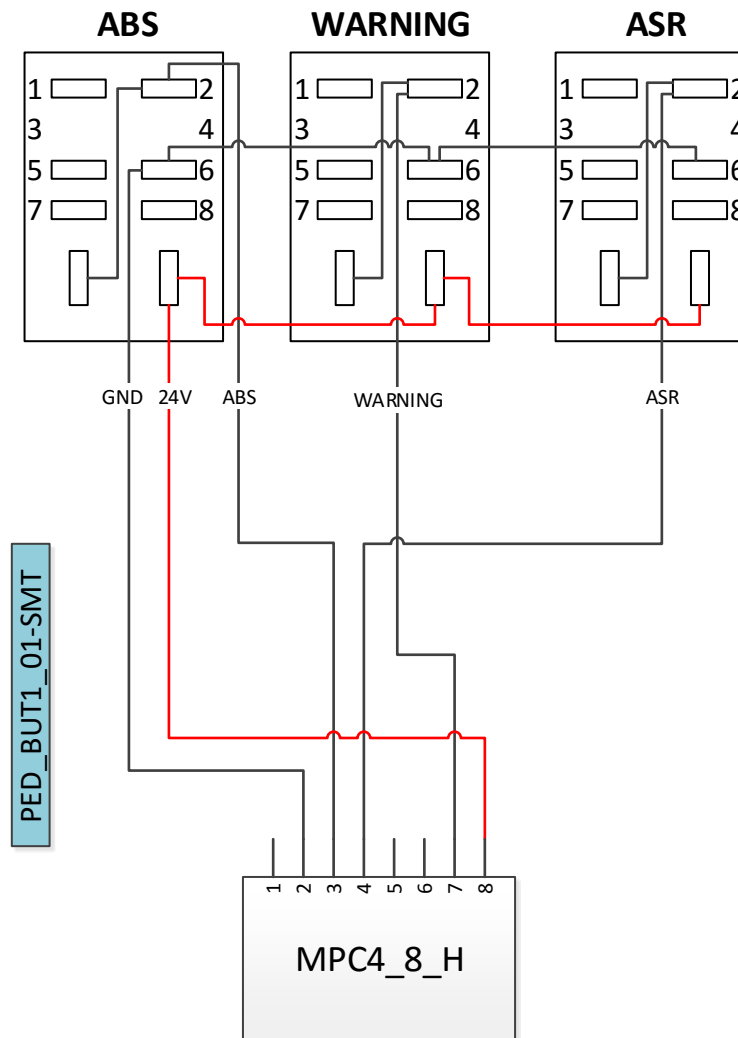 ABS WARNING ASR
1 2 1 2 1 2
3 4 3 4 3 4
5 6 5 6 5 6
7 8 7 8 7 8
GND 24V ABS WARNING ASR
PED_BUT1_01-SMT
1 2 3 4 5 6 7 8
MPC4_8_H